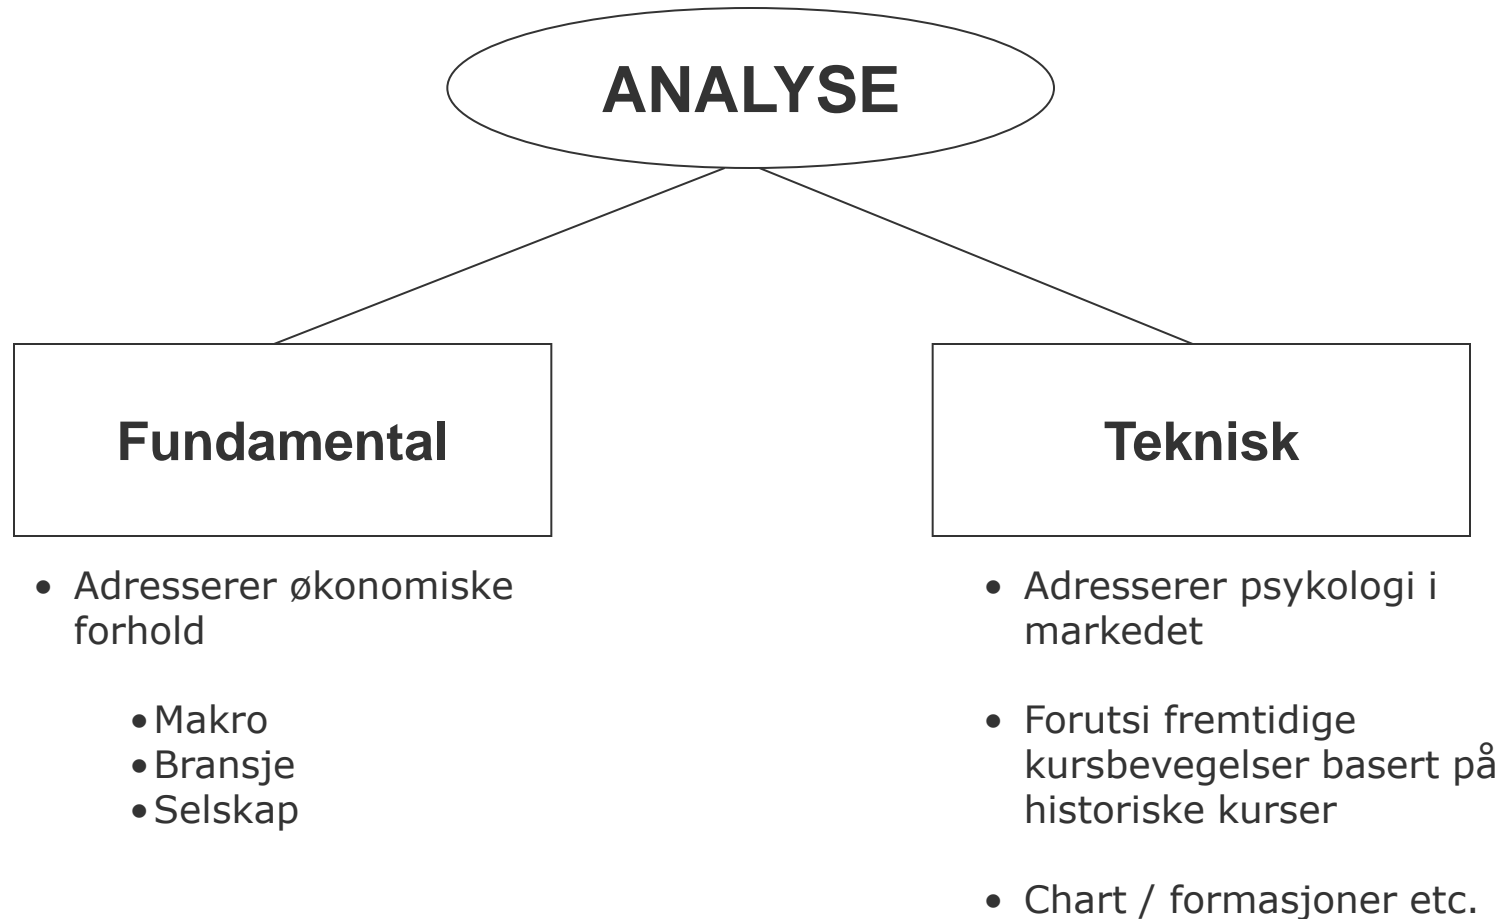 ANALYSE
Fundamental
Teknisk
• Adresserer økonomiske
forhold
• Makro
• Bransje
• Selskap
• Adresserer psykologi i
markedet
• Forutsi fremtidige
kursbevegelser basert på
historiske kurser
• Chart / formasjoner etc.